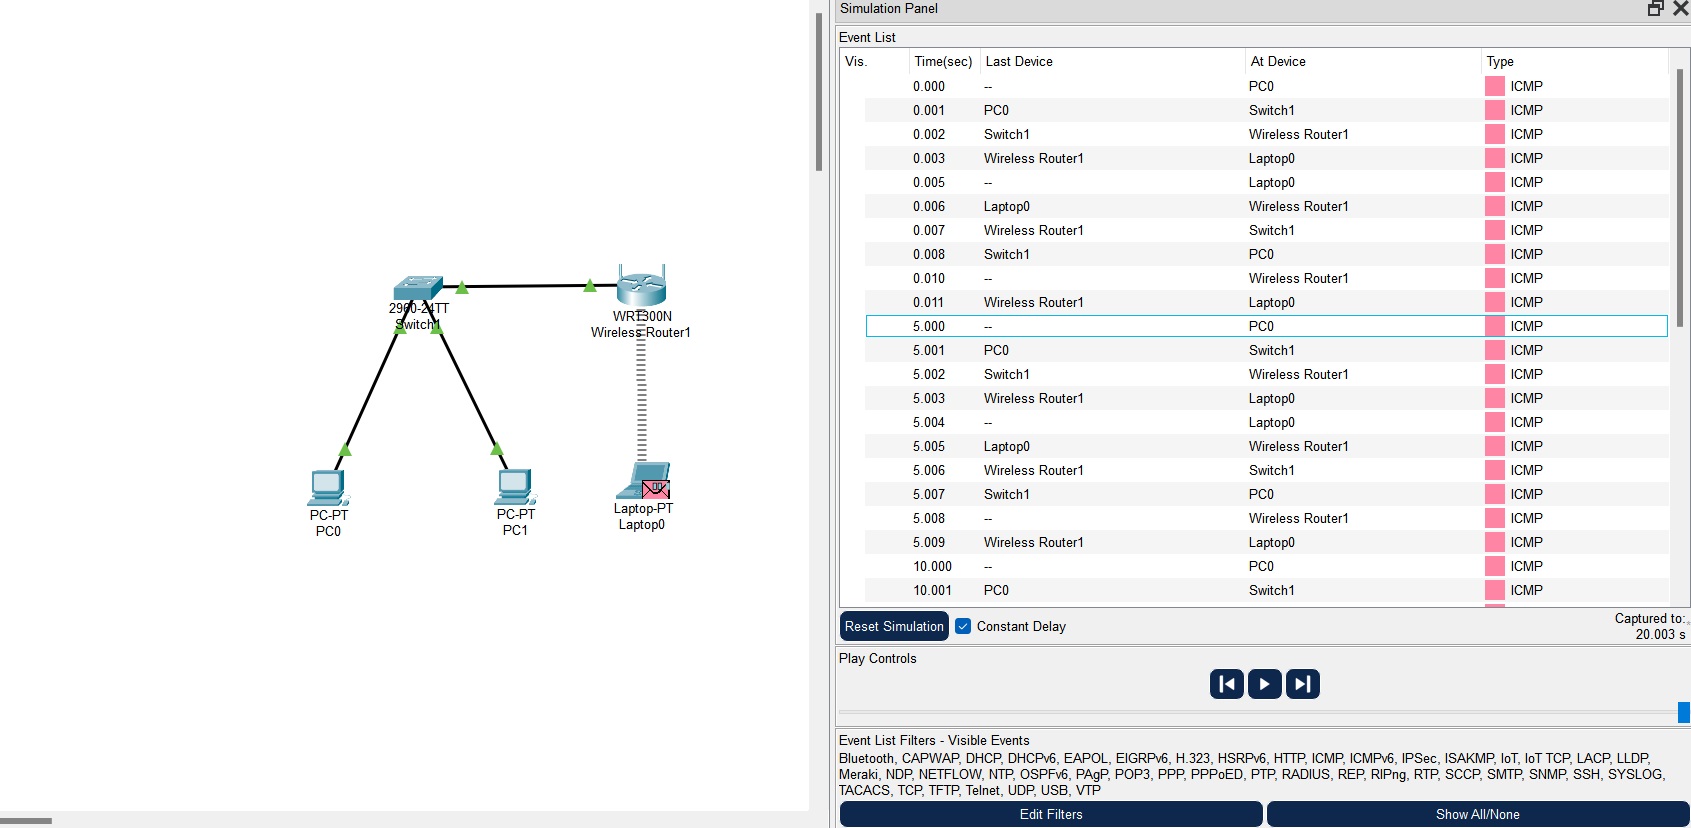 Simulation Panel
Event List
Vis. Time(sec) Last Device At Device Type
0.000 -- PC0 ICMP
0.001 PC0 Switch1 ICMP
0.002 Switch1 Wireless Router1 ICMP
0.003 Wireless Router1 Laptop0 ICMP
0.005 -- Laptop0 ICMP
0.006 Laptop0 Wireless Router1 ICMP
0.007 Wireless Router1 Switch1 ICMP
0.008 Switch1 PC0 ICMP
0.010 -- Wireless Router1 ICMP
0.011 Wireless Router1 Laptop0 ICMP
5.000 -- PC0 ICMP
5.001 PC0 Switch1 ICMP
5.002 Switch1 Wireless Router1 ICMP
5.003 Wireless Router1 Laptop0 ICMP
5.004 -- Laptop0 ICMP
5.005 Laptop0 Wireless Router1 ICMP
5.006 Wireless Router1 Switch1 ICMP
5.007 Switch1 PC0 ICMP
5.008 -- Wireless Router1 ICMP
5.009 Wireless Router1 Laptop0 ICMP
10.000 -- PC0 ICMP
10.001 PC0 Switch1 ICMP
Reset Simulation Constant Delay Captured to:
20.003 s
Play Controls
Event List Filters - Visible Events
Bluetooth, CAPWAP, DHCP, DHCPv6, EAPOL, EIGRPv6, H.323, HSRPv6, HTTP, ICMP, ICMPv6, IPSec, ISAKMP, IoT, IoT TCP, LACP, LLDP,
Meraki, NDP, NETFLOW, NTP, OSPFv6, PAgP, POP3, PPP, PPPoED, PTP, RADIUS, REP, RIPng, RTP, SCCP, SMTP, SNMP, SSH, SYSLOG,
TACACS, TCP, TFTP, Telnet, UDP, USB, VTP
Edit Filters Show All/None
2960-24TT
Switch1
WRT300N
Wireless Router1
PC-PT
PC0
PC-PT
PC1
Laptop-PT
Laptop0